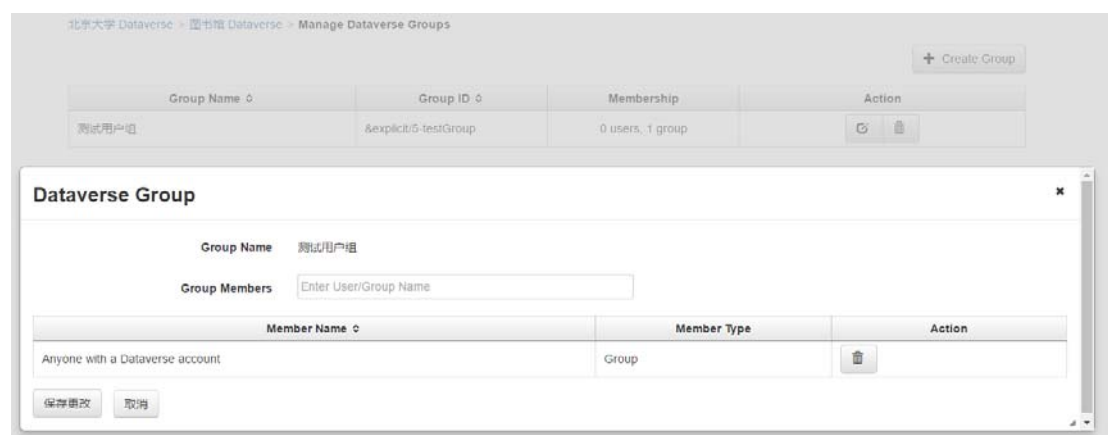 北京大学 Dataverse > 图书馆 Dataverse > Manage Dataverse Groups
+ Create Group
Group Name Group ID Membership Action
测试用户组 &explicit/5-testGroup 0 users, 1 group
Dataverse Group
Group Name 测试用户组
Group Members Enter User/Group Name
Member Name Member Type Action
Anyone with a Dataverse account Group
保存更改 取消